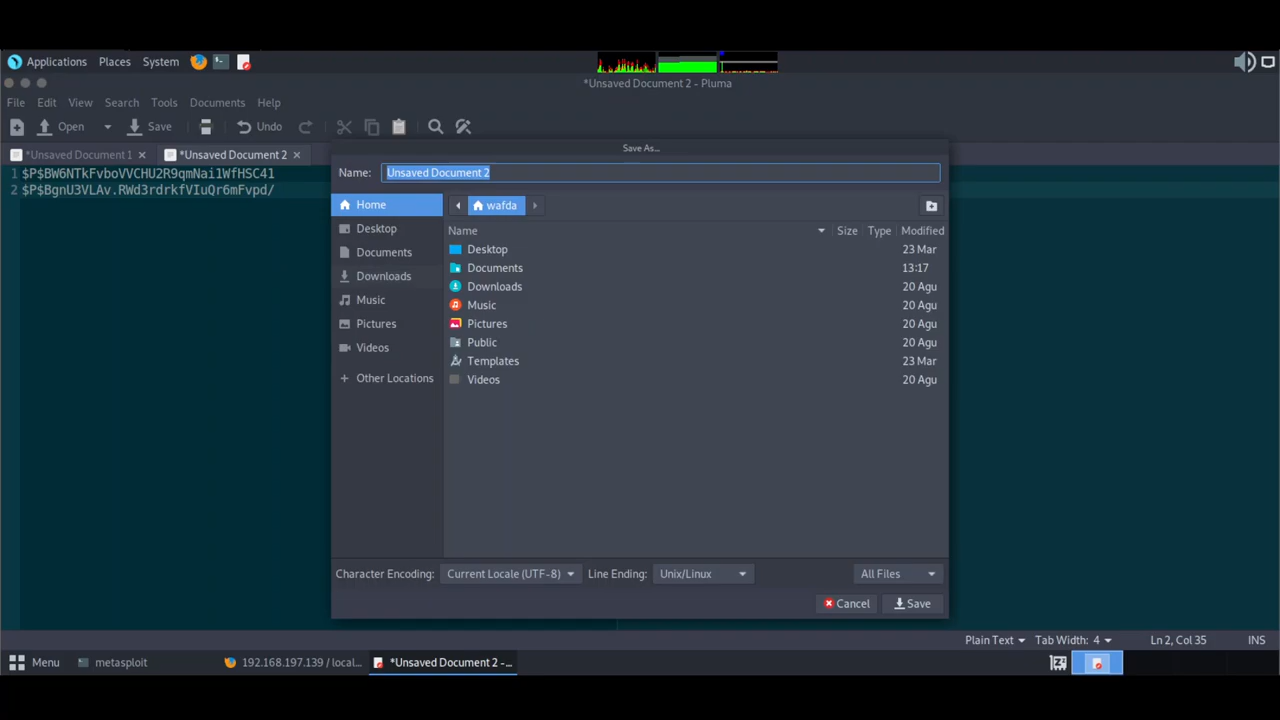 Applications Places System
*Unsaved Document 2 - Pluma
File Edit View Search Tools Documents Help
Open Save Undo
*Unsaved Document 1 *Unsaved Document 2
1 $P$BW6NTkFvboVVCHU2R9qmNai1WfHSC41
2 $P$BgnU3VLAv.RWd3rdrkfVIuQr6mFvpd/
Save As...
Name: Unsaved Document 2
Home
Desktop
Documents
Downloads
Music
Pictures
Videos
Other Locations
wafda
Name Size Type Modified
Desktop 23 Mar
Documents 13:17
Downloads 20 Agu
Music 20 Agu
Pictures 20 Agu
Public 20 Agu
Templates 23 Mar
Videos 20 Agu
Character Encoding: Current Locale (UTF-8) Line Ending: Unix/Linux All Files
Cancel Save
Plain Text Tab Width: 4 Ln 2, Col 35 INS
Menu metasploit 192.168.197.139 / local... *Unsaved Document 2 -...